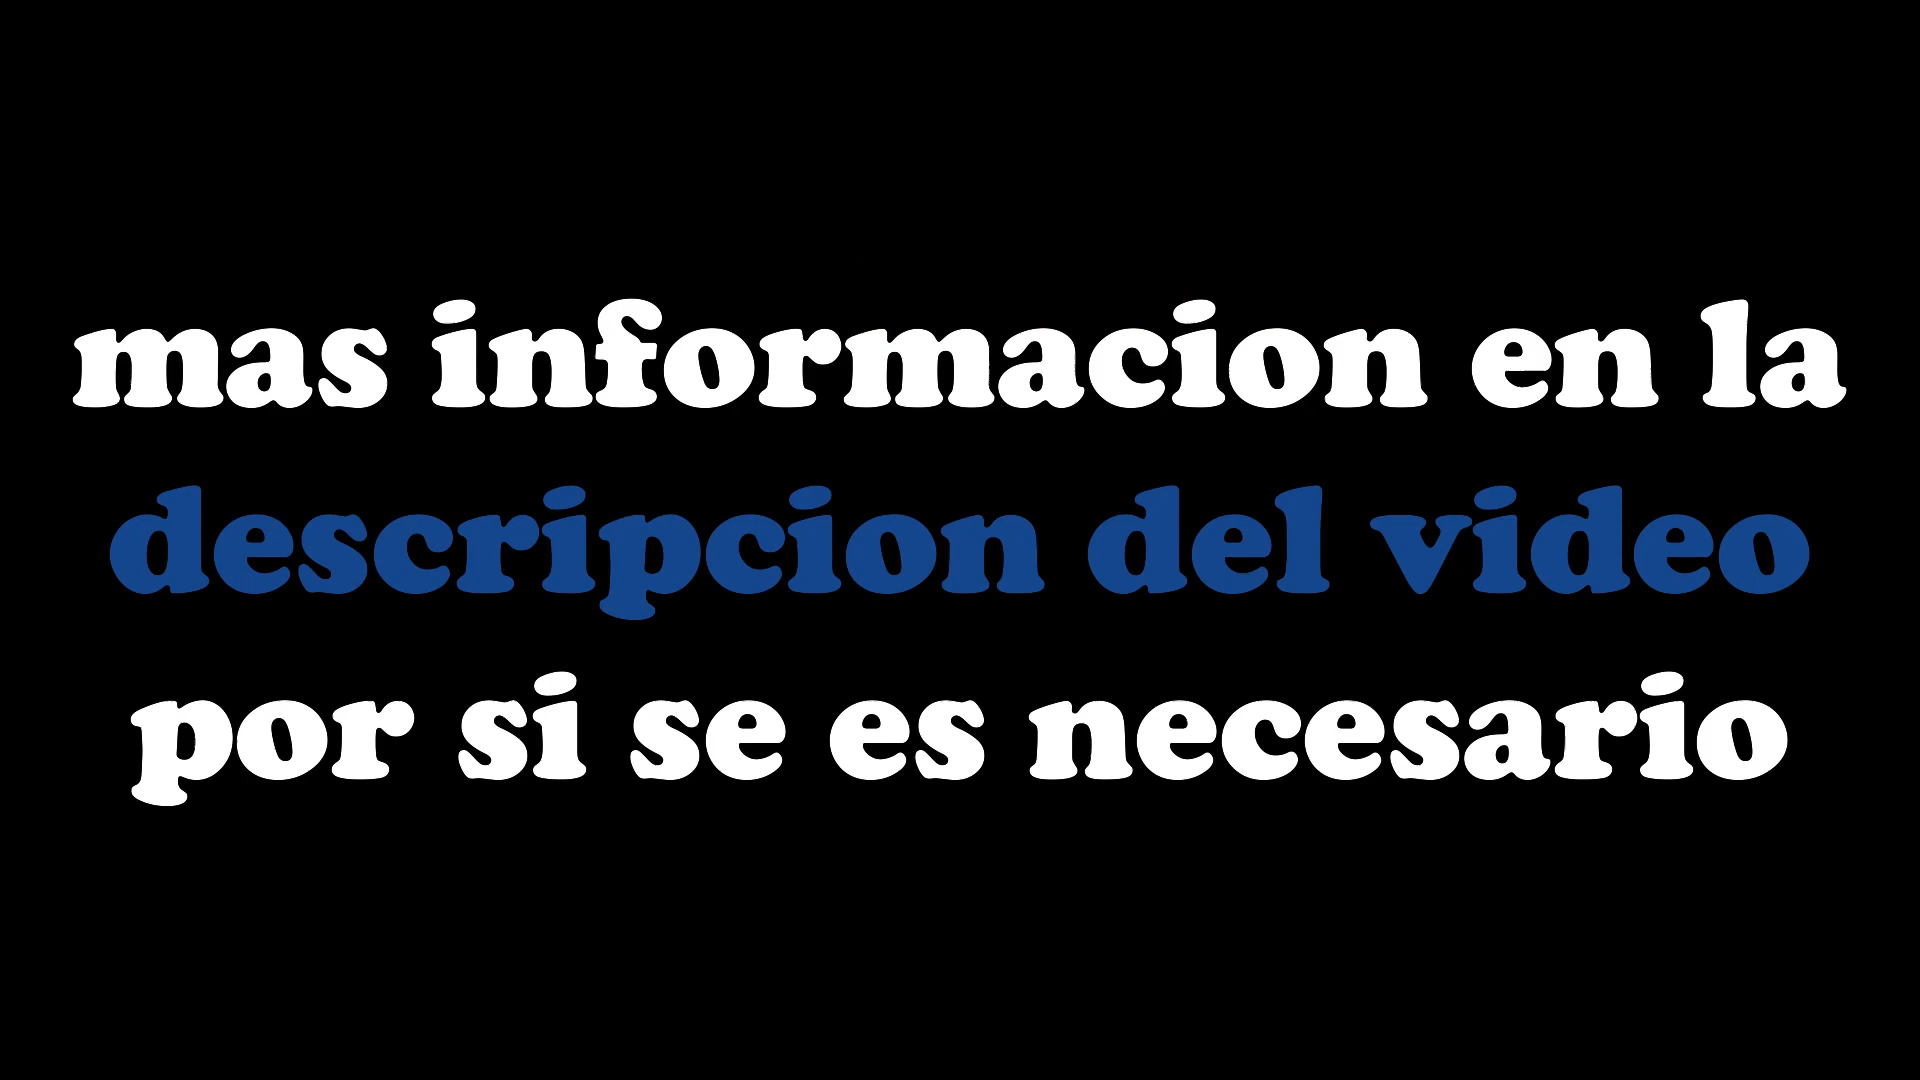 mas informacion en la
descripcion del video
por si se es necesario